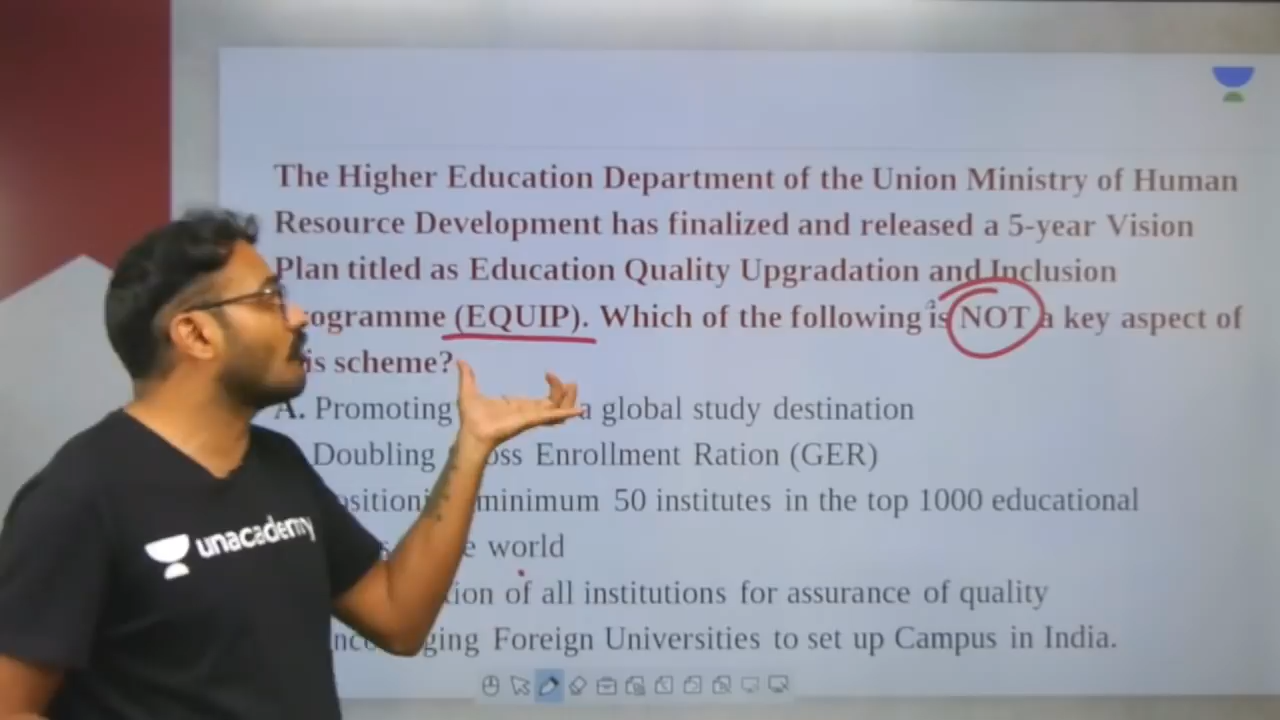 The Higher Education Department of the Union Ministry of Human
Resource Development has finalized and released a 5-year Vision
Plan titled as Education Quality Upgradation and Inclusion
ogramme (EQUIP). Which of the following is NOT a key aspect of
is scheme?
A. Promoting a global study destination
Doubling oss Enrollment Ration (GER)
minimum 50 institutes in the top 1000 educational
world
ion of all institutions for assurance of quality
ging Foreign Universities to set up Campus in India.
unacademy